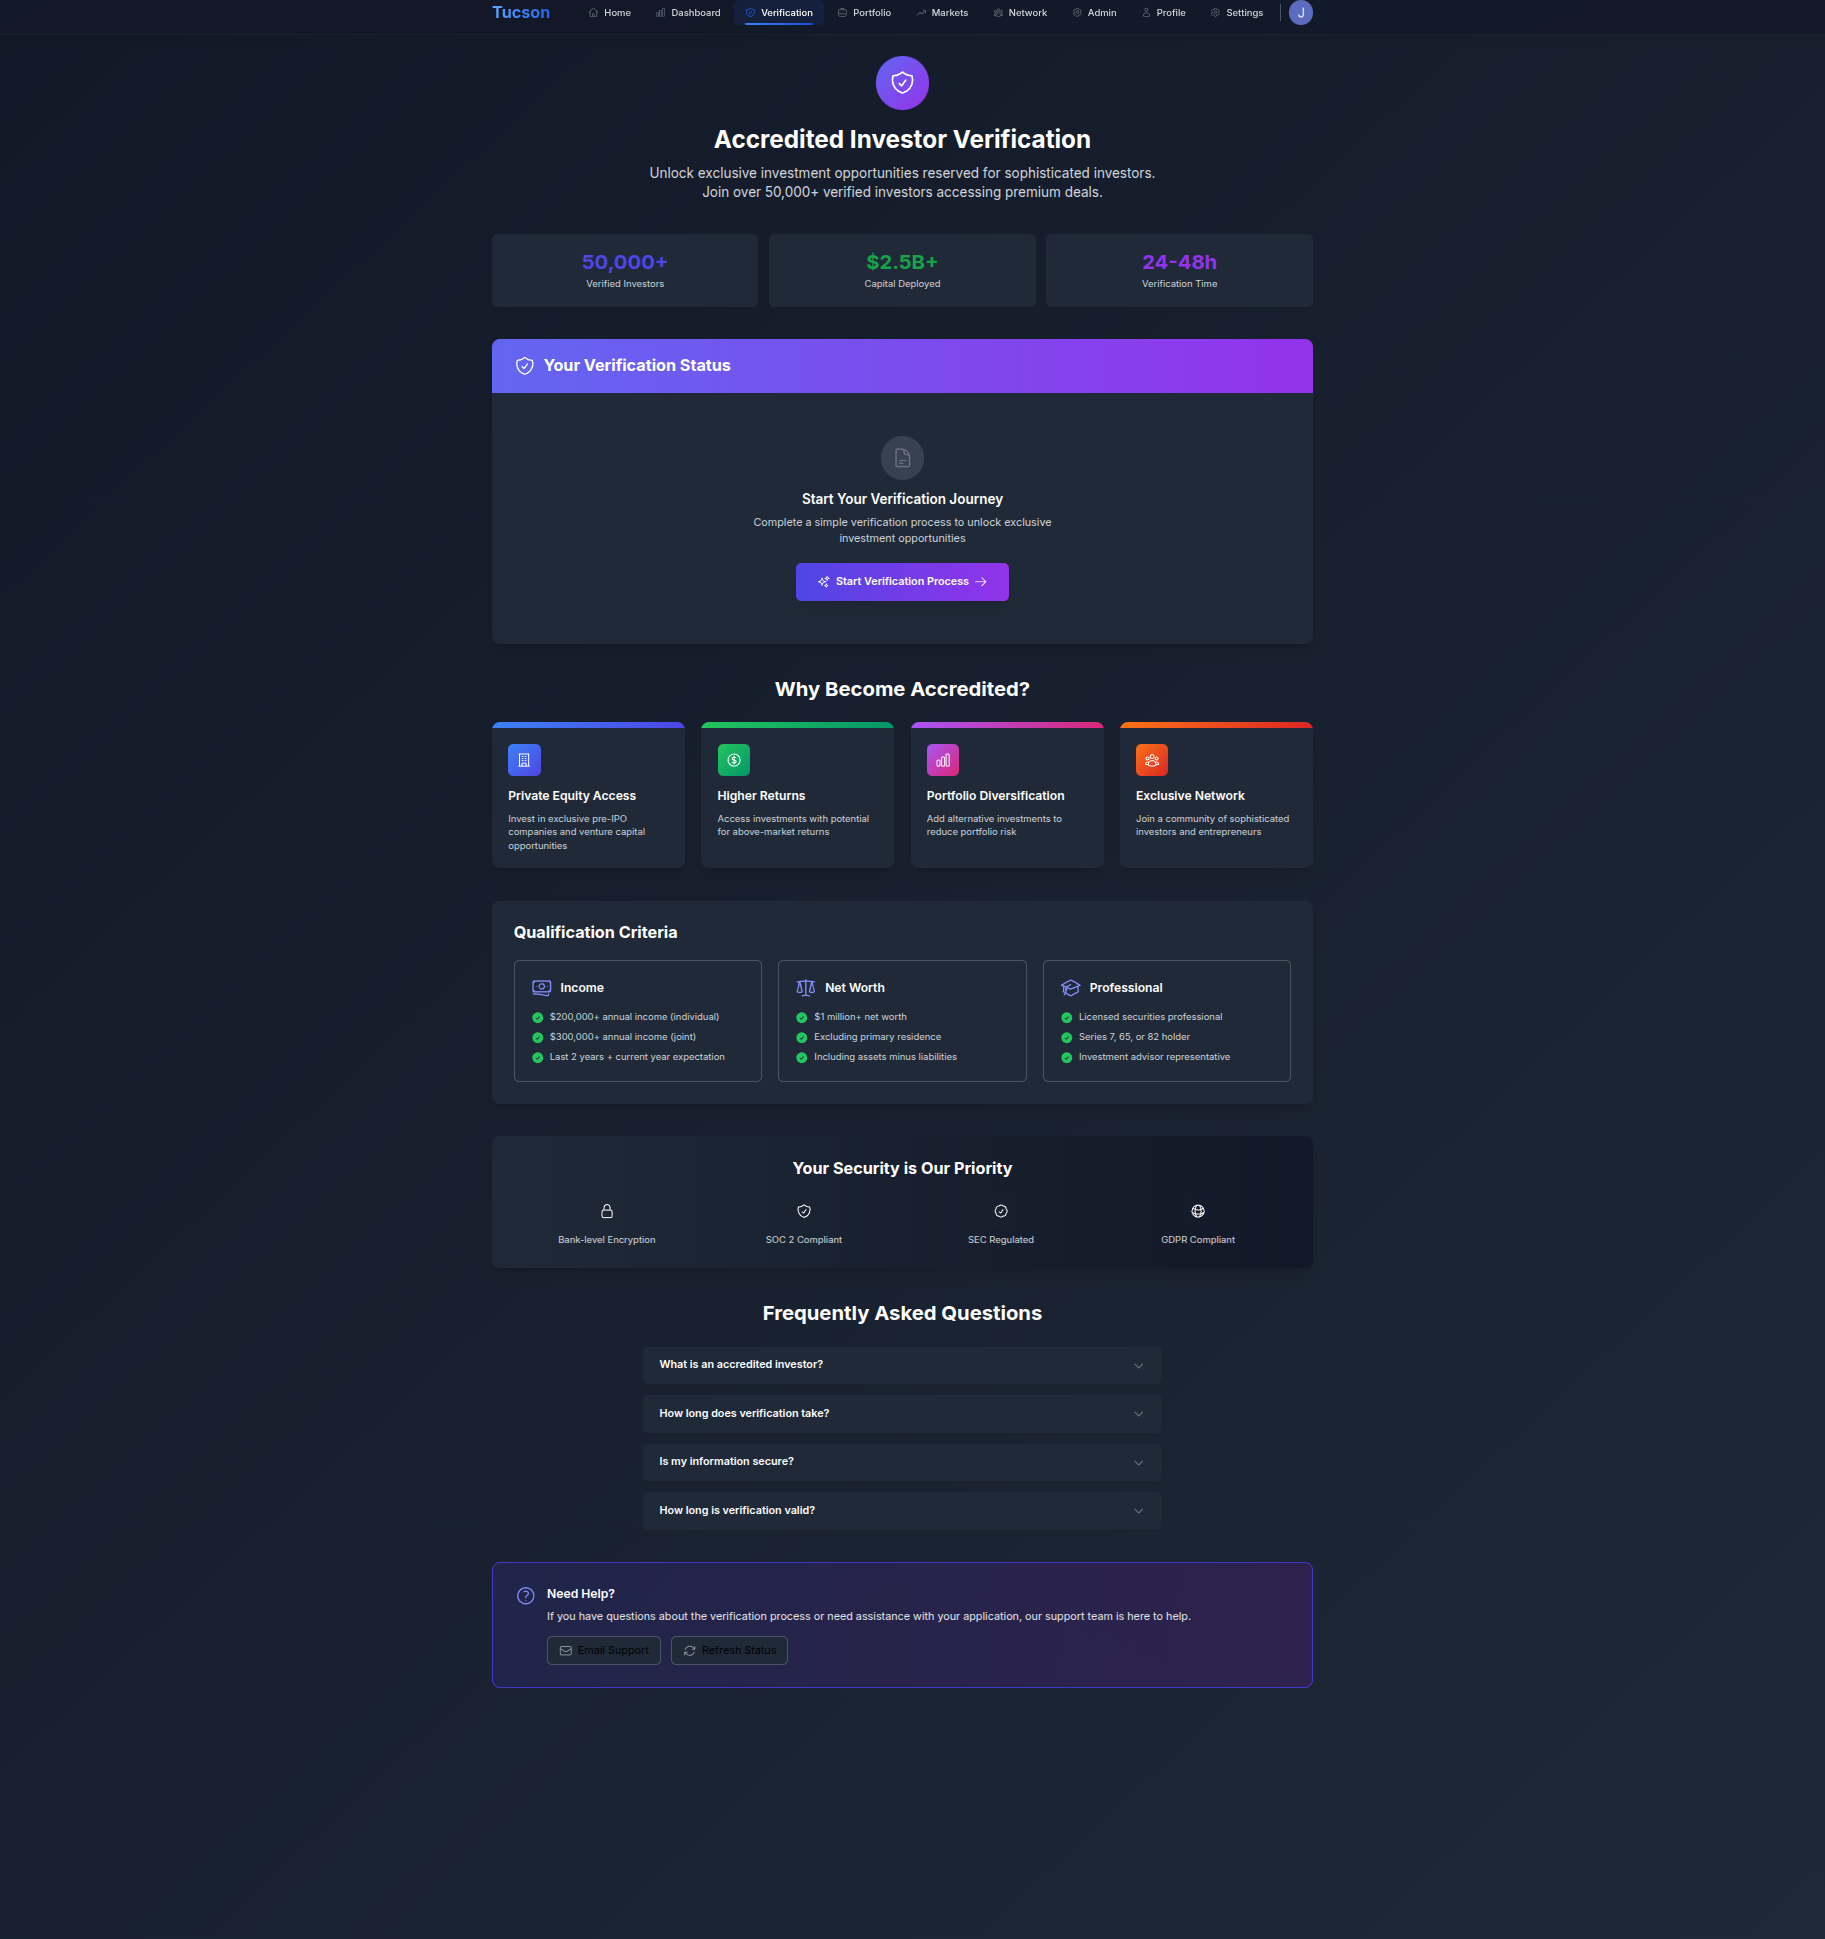 Tucson
Home
Dashboard
Verification
Portfolio
Markets
Network
Admin
Profile
Settings
J
Accredited Investor Verification
Unlock exclusive investment opportunities reserved for sophisticated investors.
Join over 50,000+ verified investors accessing premium deals.
50,000+
Verified Investors
$2.5B+
Capital Deployed
24-48h
Verification Time
Your Verification Status
Start Your Verification Journey
Complete a simple verification process to unlock exclusive
investment opportunities
Start Verification Process
Why Become Accredited?
Private Equity Access
Invest in exclusive pre-IPO
companies and venture capital
opportunities
Higher Returns
Access investments with potential
for above-market returns
Portfolio Diversification
Add alternative investments to
reduce portfolio risk
Exclusive Network
Join a community of sophisticated
investors and entrepreneurs
Qualification Criteria
Income
$200,000+ annual income (individual)
$300,000+ annual income (joint)
Last 2 years + current year expectation
Net Worth
$1 million+ net worth
Excluding primary residence
Including assets minus liabilities
Professional
Licensed securities professional
Series 7, 65, or 82 holder
Investment advisor representative
Your Security is Our Priority
Bank-level Encryption
SOC 2 Compliant
SEC Regulated
GDPR Compliant
Frequently Asked Questions
What is an accredited investor?
How long does verification take?
Is my information secure?
How long is verification valid?
Need Help?
If you have questions about the verification process or need assistance with your application, our support team is here to help.
Email Support
Refresh Status